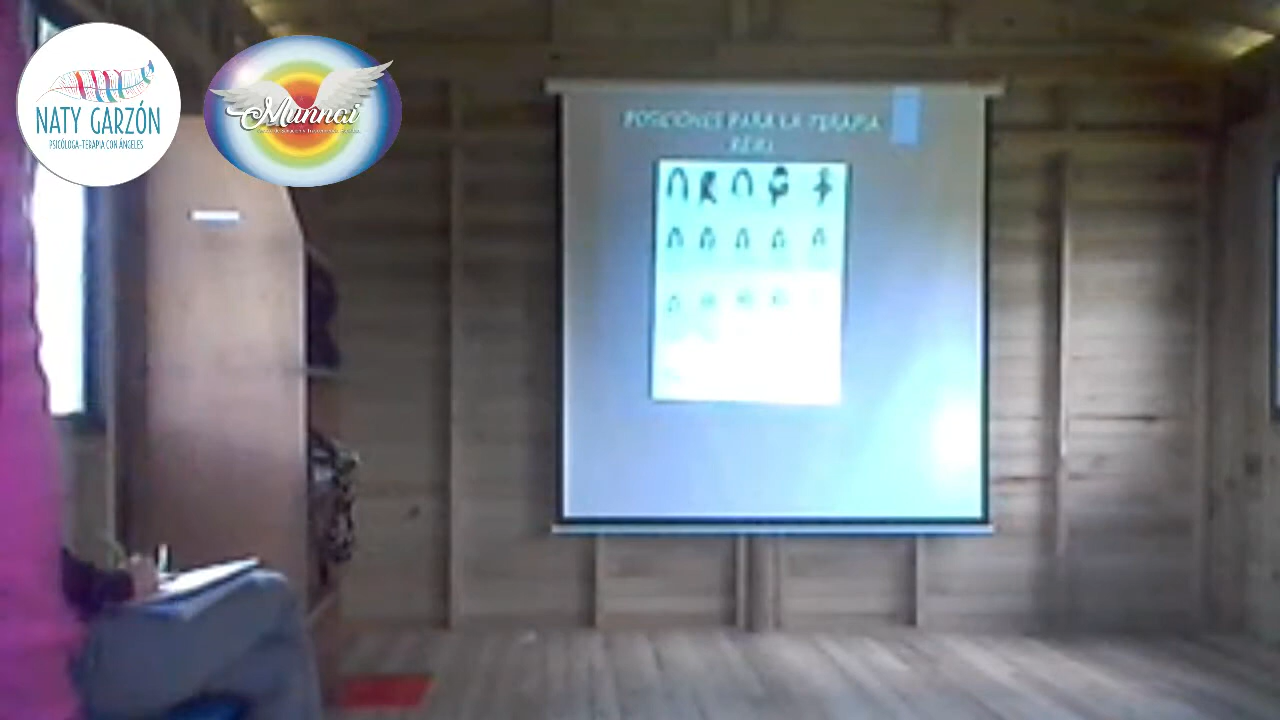 NATY GARZÓN
PSICÓLOGA-TERAPIA CON ÁNGELES
Munnai
POSICIONES PARA LA TERAPIA
REIKI